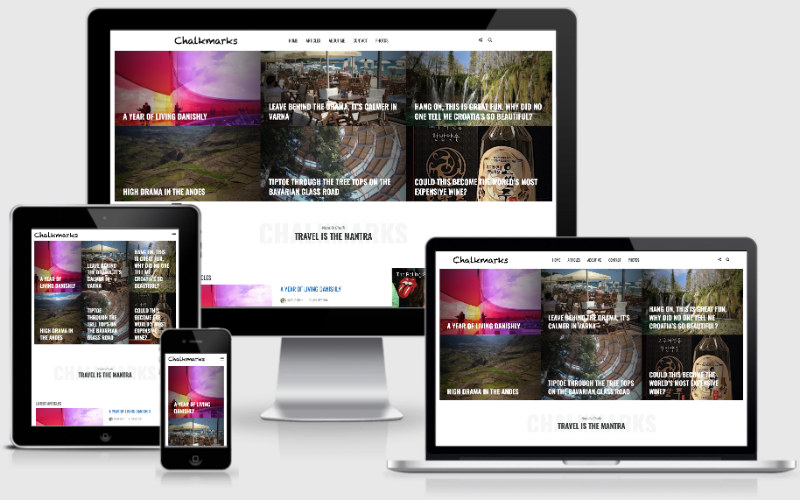 Chalkmarks
HOME ARTICLES ABOUT ME CONTACT PHOTOS
A YEAR OF LIVING DANISHLY
LEAVE BEHIND THE DRAMA, IT'S CALMER IN
VARNA
HANG ON, THIS IS GREAT FUN. WHY DID NO
ONE TELL ME CROATIA'S SO BEAUTIFUL?
HIGH DRAMA IN THE ANDES
TIPTOE THROUGH THE TREE TOPS ON THE
BAVARIAN GLASS ROAD
COULD THIS BECOME THE WORLD'S MOST
EXPENSIVE WINE?
CHALKMARKS
TRAVEL IS THE MANTRA
A YEAR OF LIVING DANISHLY
Chalkmarks
A YEAR OF
LIVING DANISHLY
LEAVE BEHIND
THE DRAMA, IT'S
CALMER IN
VARNA
HANG ON, THIS
IS GREAT FUN.
WHY DID NO
ONE TELL ME
CROATIA'S SO
BEAUTIFUL?
HIGH DRAMA IN
THE ANDES
TIPTOE
THROUGH THE
TREE TOPS ON
THE BAVARIAN
GLASS ROAD
COULD THIS
BECOME THE
WORLD'S MOST
EXPENSIVE
WINE?
CHALKMARKS
TRAVEL IS THE MANTRA
LATEST ARTICLES
A YEAR OF LIVING DANISHLY
Chalkmarks
A YEAR OF LIVING
DANISHLY
Chalkmarks
HOME ARTICLES ABOUT ME CONTACT PHOTOS
A YEAR OF LIVING DANISHLY
LEAVE BEHIND THE DRAMA, IT'S
CALMER IN VARNA
HANG ON, THIS IS GREAT FUN.
WHY DID NO ONE TELL ME
CROATIA'S SO BEAUTIFUL?
HIGH DRAMA IN THE ANDES
TIPTOE THROUGH THE TREE TOPS
ON THE BAVARIAN GLASS ROAD
COULD THIS BECOME THE
WORLD'S MOST EXPENSIVE
WINE?
CHALKMARKS
TRAVEL IS THE MANTRA